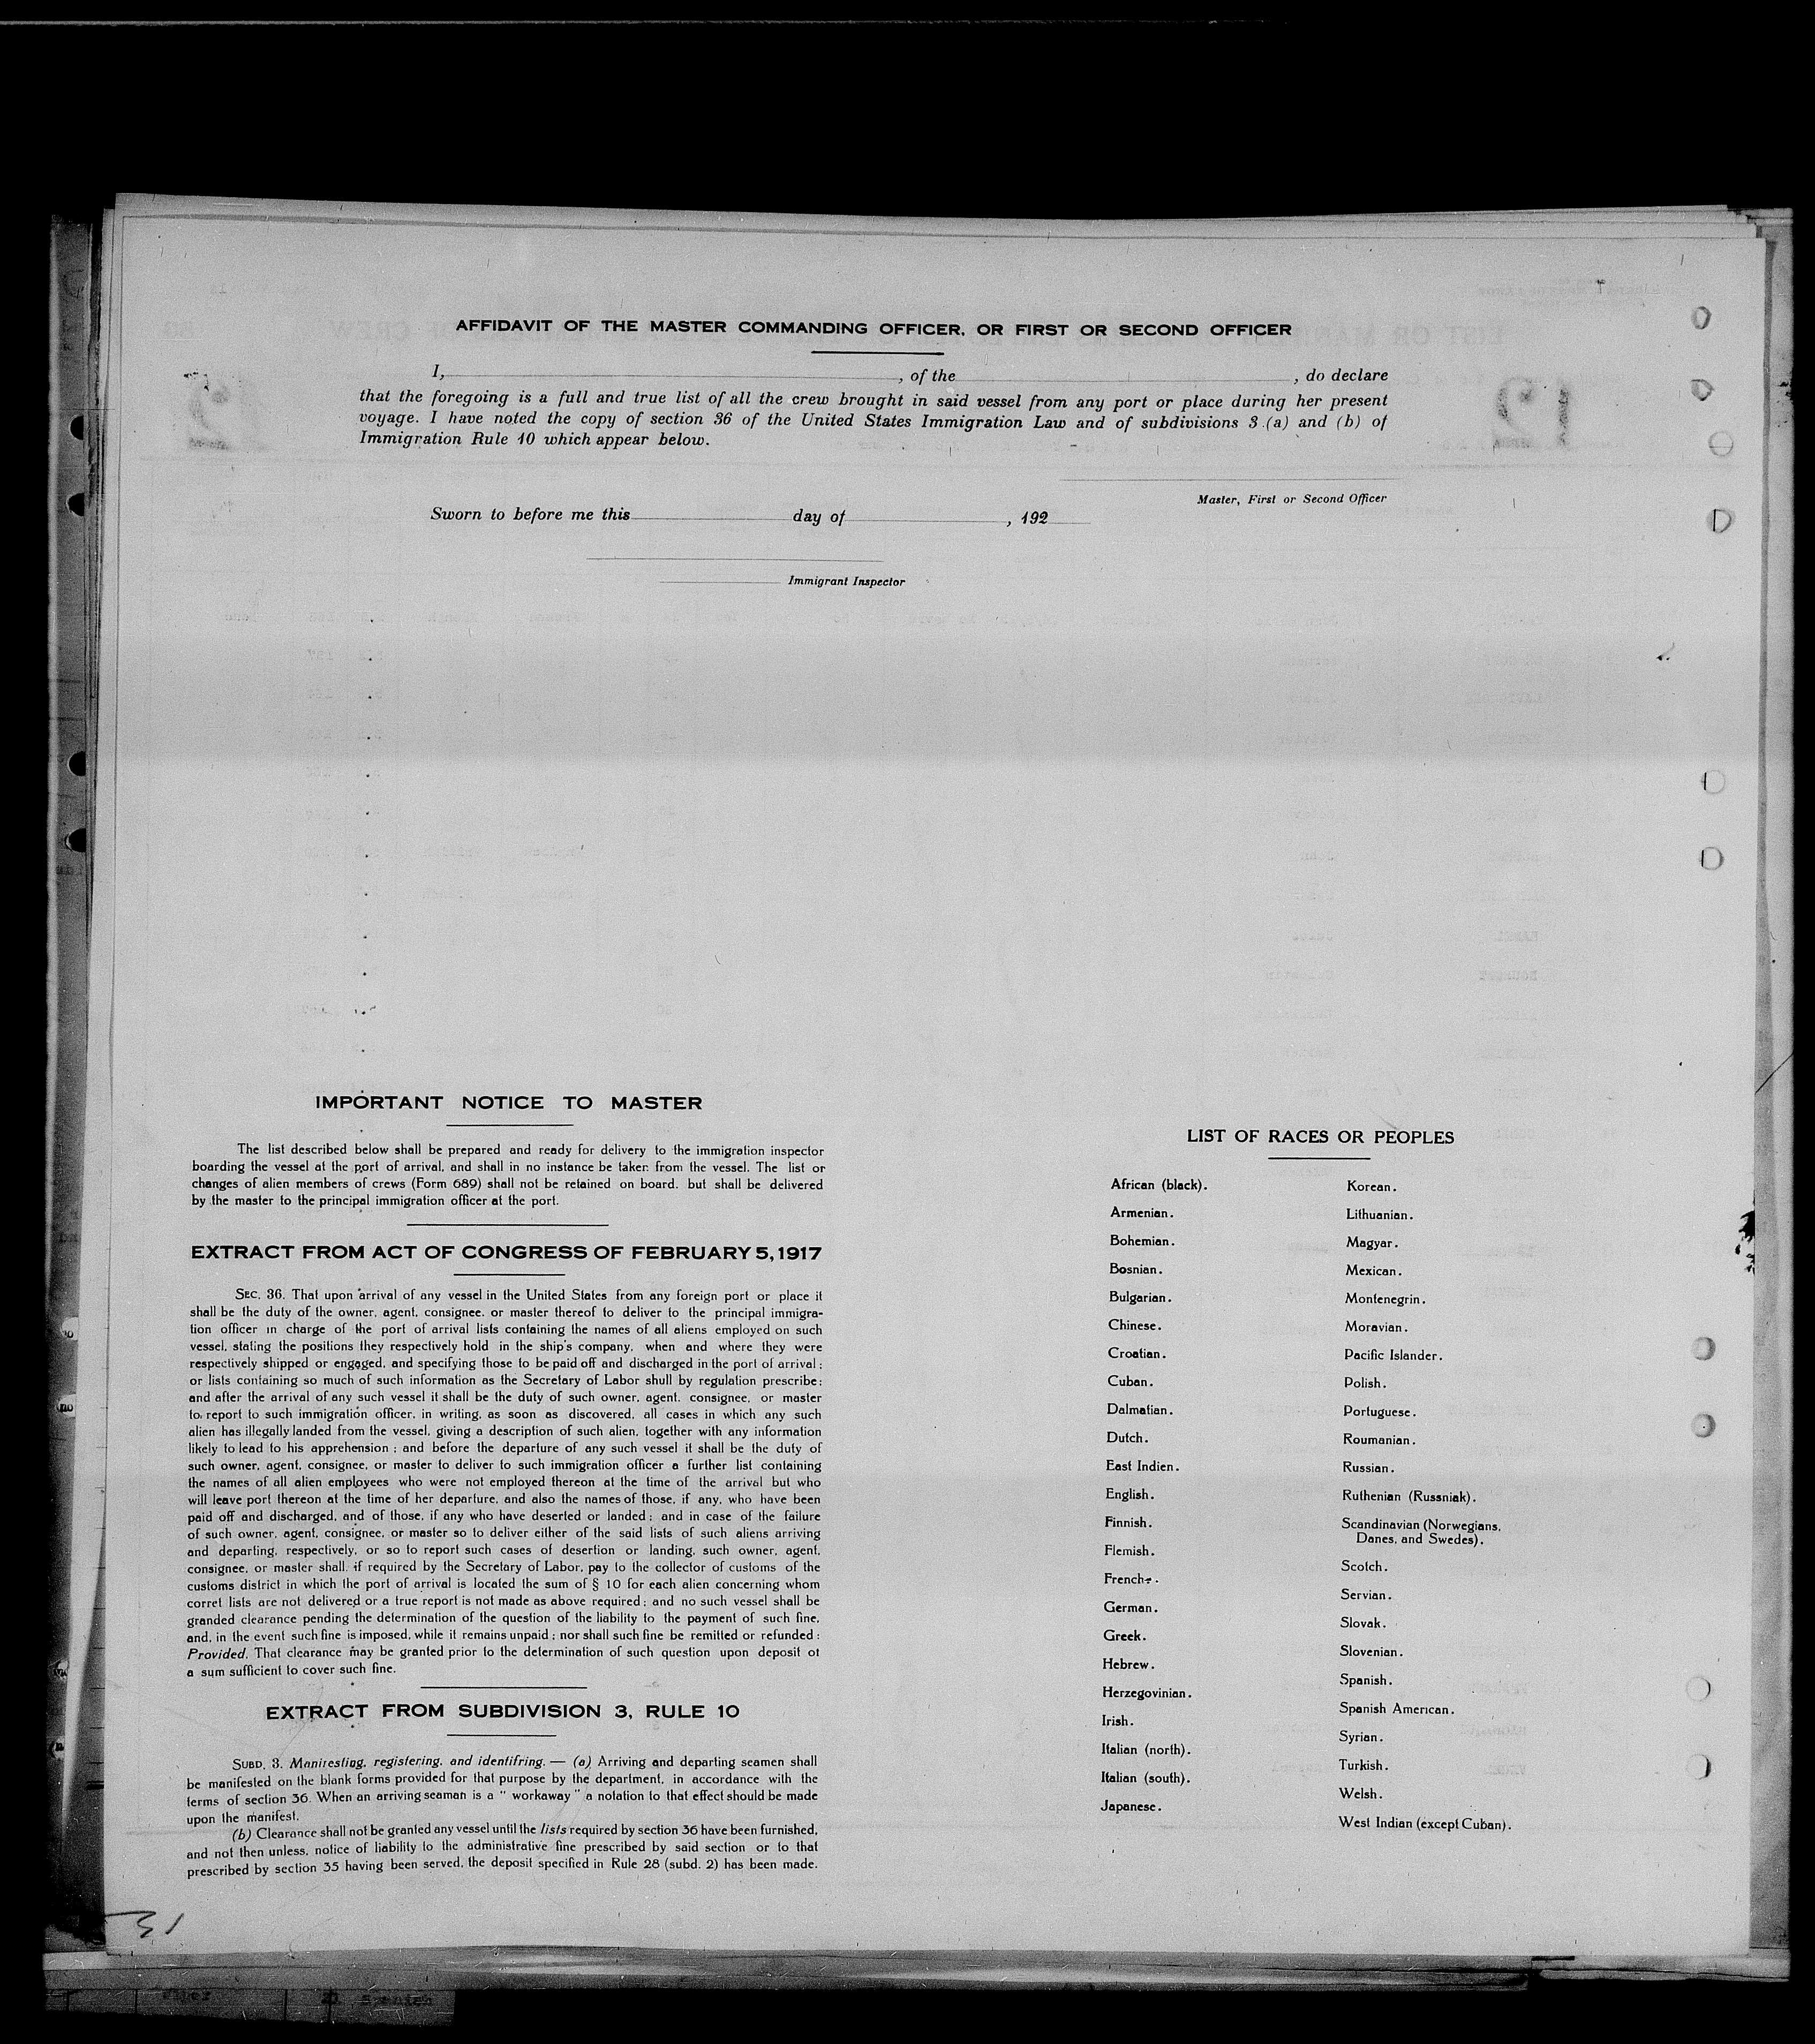 AFFIDAVIT OF THE MASTER COMMANDING OFFICER, OR FIRST OR SECOND OFFICER
I, , of the , do declare
that the foregoing is a full and true list of all the crew brought in said vessel from any port or place during her present
voyage. I have noted the copy of section 36 of the United States Immigration Law and of subdivisions 3 (a) and (b) of
Immigration Rule 10 which appear below.
Master, First or Second Officer
Sworn to before me this day of , 192
Immigrant Inspector
IMPORTANT NOTICE TO MASTER
The list described below shall be prepared and ready for delivery to the immigration inspector
boarding the vessel at the port of arrival, and shall in no instance be taken from the vessel. The list or
changes of alien members of crews (Form 689) shall not be retained on board. but shall be delivered
by the master to the principal immigration officer at the port.
EXTRACT FROM ACT OF CONGRESS OF FEBRUARY 5, 1917
SEC. 36. That upon arrival of any vessel in the United States from any foreign port or place it
shall be the duty of the owner, agent, consignee, or master thereof to deliver to the principal immigra-
tion officer in charge of the port of arrival lists containing the names of all aliens employed on such
vessel, stating the positions they respectively hold in the ship's company, when and where they were
respectively shipped or engaged, and specifying those to be paid off and discharged in the port of arrival;
or lists containing so much of such information as the Secretary of Labor shull by regulation prescribe;
and after the arrival of any such vessel it shall be the duty of such owner, agent, consignee, or master
to report to such immigration officer, in writing, as soon as discovered, all cases in which any such
alien has illegally landed from the vessel, giving a description of such alien, together with any information
likely to lead to his apprehension ; and before the departure of any such vessel it shall be the duty of
such owner, agent, consignee, or master to deliver to such immigration officer a further list containing
the names of all alien employees who were not employed thereon at the time of the arrival but who
will leave port thereon at the time of her departure, and also the names of those, if any, who have been
paid off and discharged, and of those, if any who have deserted or landed ; and in case of the failure
of such owner, agent, consignee, or master so to deliver either of the said lists of such aliens arriving
and departing, respectively, or so to report such cases of desertion or landing, such owner, agent,
consignee, or master shall, if required by the Secretary of Labor, pay to the collector of customs of the
customs district in which the port of arrival is located the sum of § 10 for each alien concerning whom
corret lists are not delivered or a true report is not made as above required ; and no such vessel shall be
granded clearance pending the determination of the question of the liability to the payment of such fine,
and, in the event such fine is imposed, while it remains unpaid ; nor shall such fine be remitted or refunded :
Provided, That clearance may be granted prior to the determination of such question upon deposit of
a sum sufficient to cover such fine.
EXTRACT FROM SUBDIVISION 3, RULE 10
SUBD. 3. Maniresting, registering, and identifring. — (a) Arriving and departing seamen shall
be manifested on the blank forms provided for that purpose by the department, in accordance with the
terms of section 36. When an arriving seaman is a " workaway " a notation to that effect should be made
upon the manifest.
(b) Clearance shall not be granted any vessel until the lists required by section 36 have been furnished,
and not then unless, notice of liability to the administrative fine prescribed by said section or to that
prescribed by section 35 having been served, the deposit specified in Rule 28 (subd. 2) has been made.
LIST OF RACES OR PEOPLES
African (black).
Armenian.
Bohemian.
Bosnian.
Bulgarian.
Chinese.
Croatian.
Cuban.
Dalmatian.
Dutch.
East Indien.
English.
Finnish.
Flemish.
French.
German.
Greek.
Hebrew.
Herzegovinian.
Irish.
Italian (north).
Italian (south).
Japanese.
Korean.
Lithuanian.
Magyar.
Mexican.
Montenegrin.
Moravian.
Pacific Islander.
Polish.
Portuguese.
Roumanian.
Russian.
Ruthenian (Russniak).
Scandinavian (Norwegians,
Danes, and Swedes).
Scotch.
Servian.
Slovak.
Slovenian.
Spanish.
Spanish American.
Syrian.
Turkish.
Welsh.
West Indian (except Cuban).
31